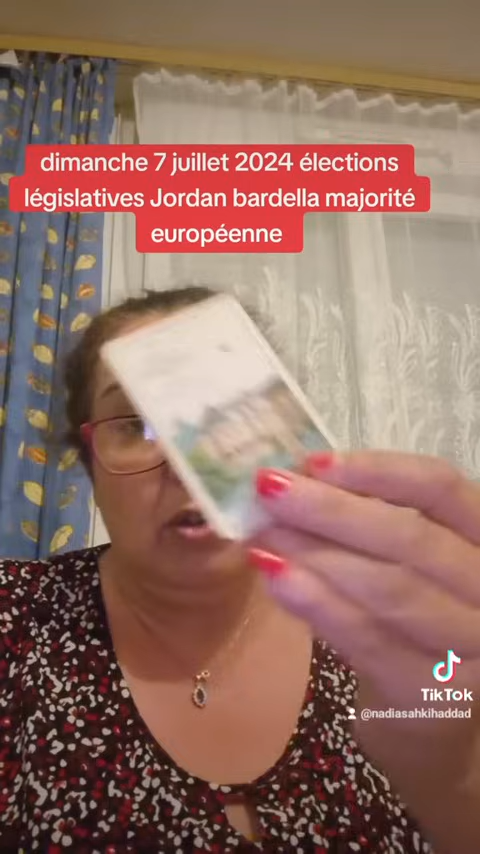 dimanche 7 juillet 2024 élections
législatives Jordan bardella majorité
européenne
TikTok
@nadiasahkihaddad